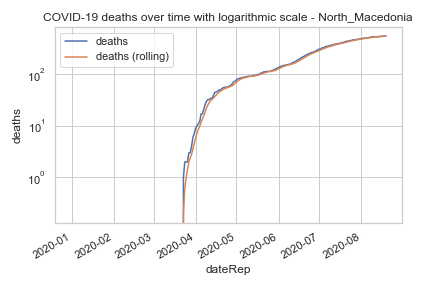 COVID-19 deaths over time with logarithmic scale - North_Macedonia
deaths
deaths (rolling)
deaths
10²
10¹
10⁰
2020-01
2020-02
2020-03
2020-04
2020-05
2020-06
2020-07
2020-08
dateRep